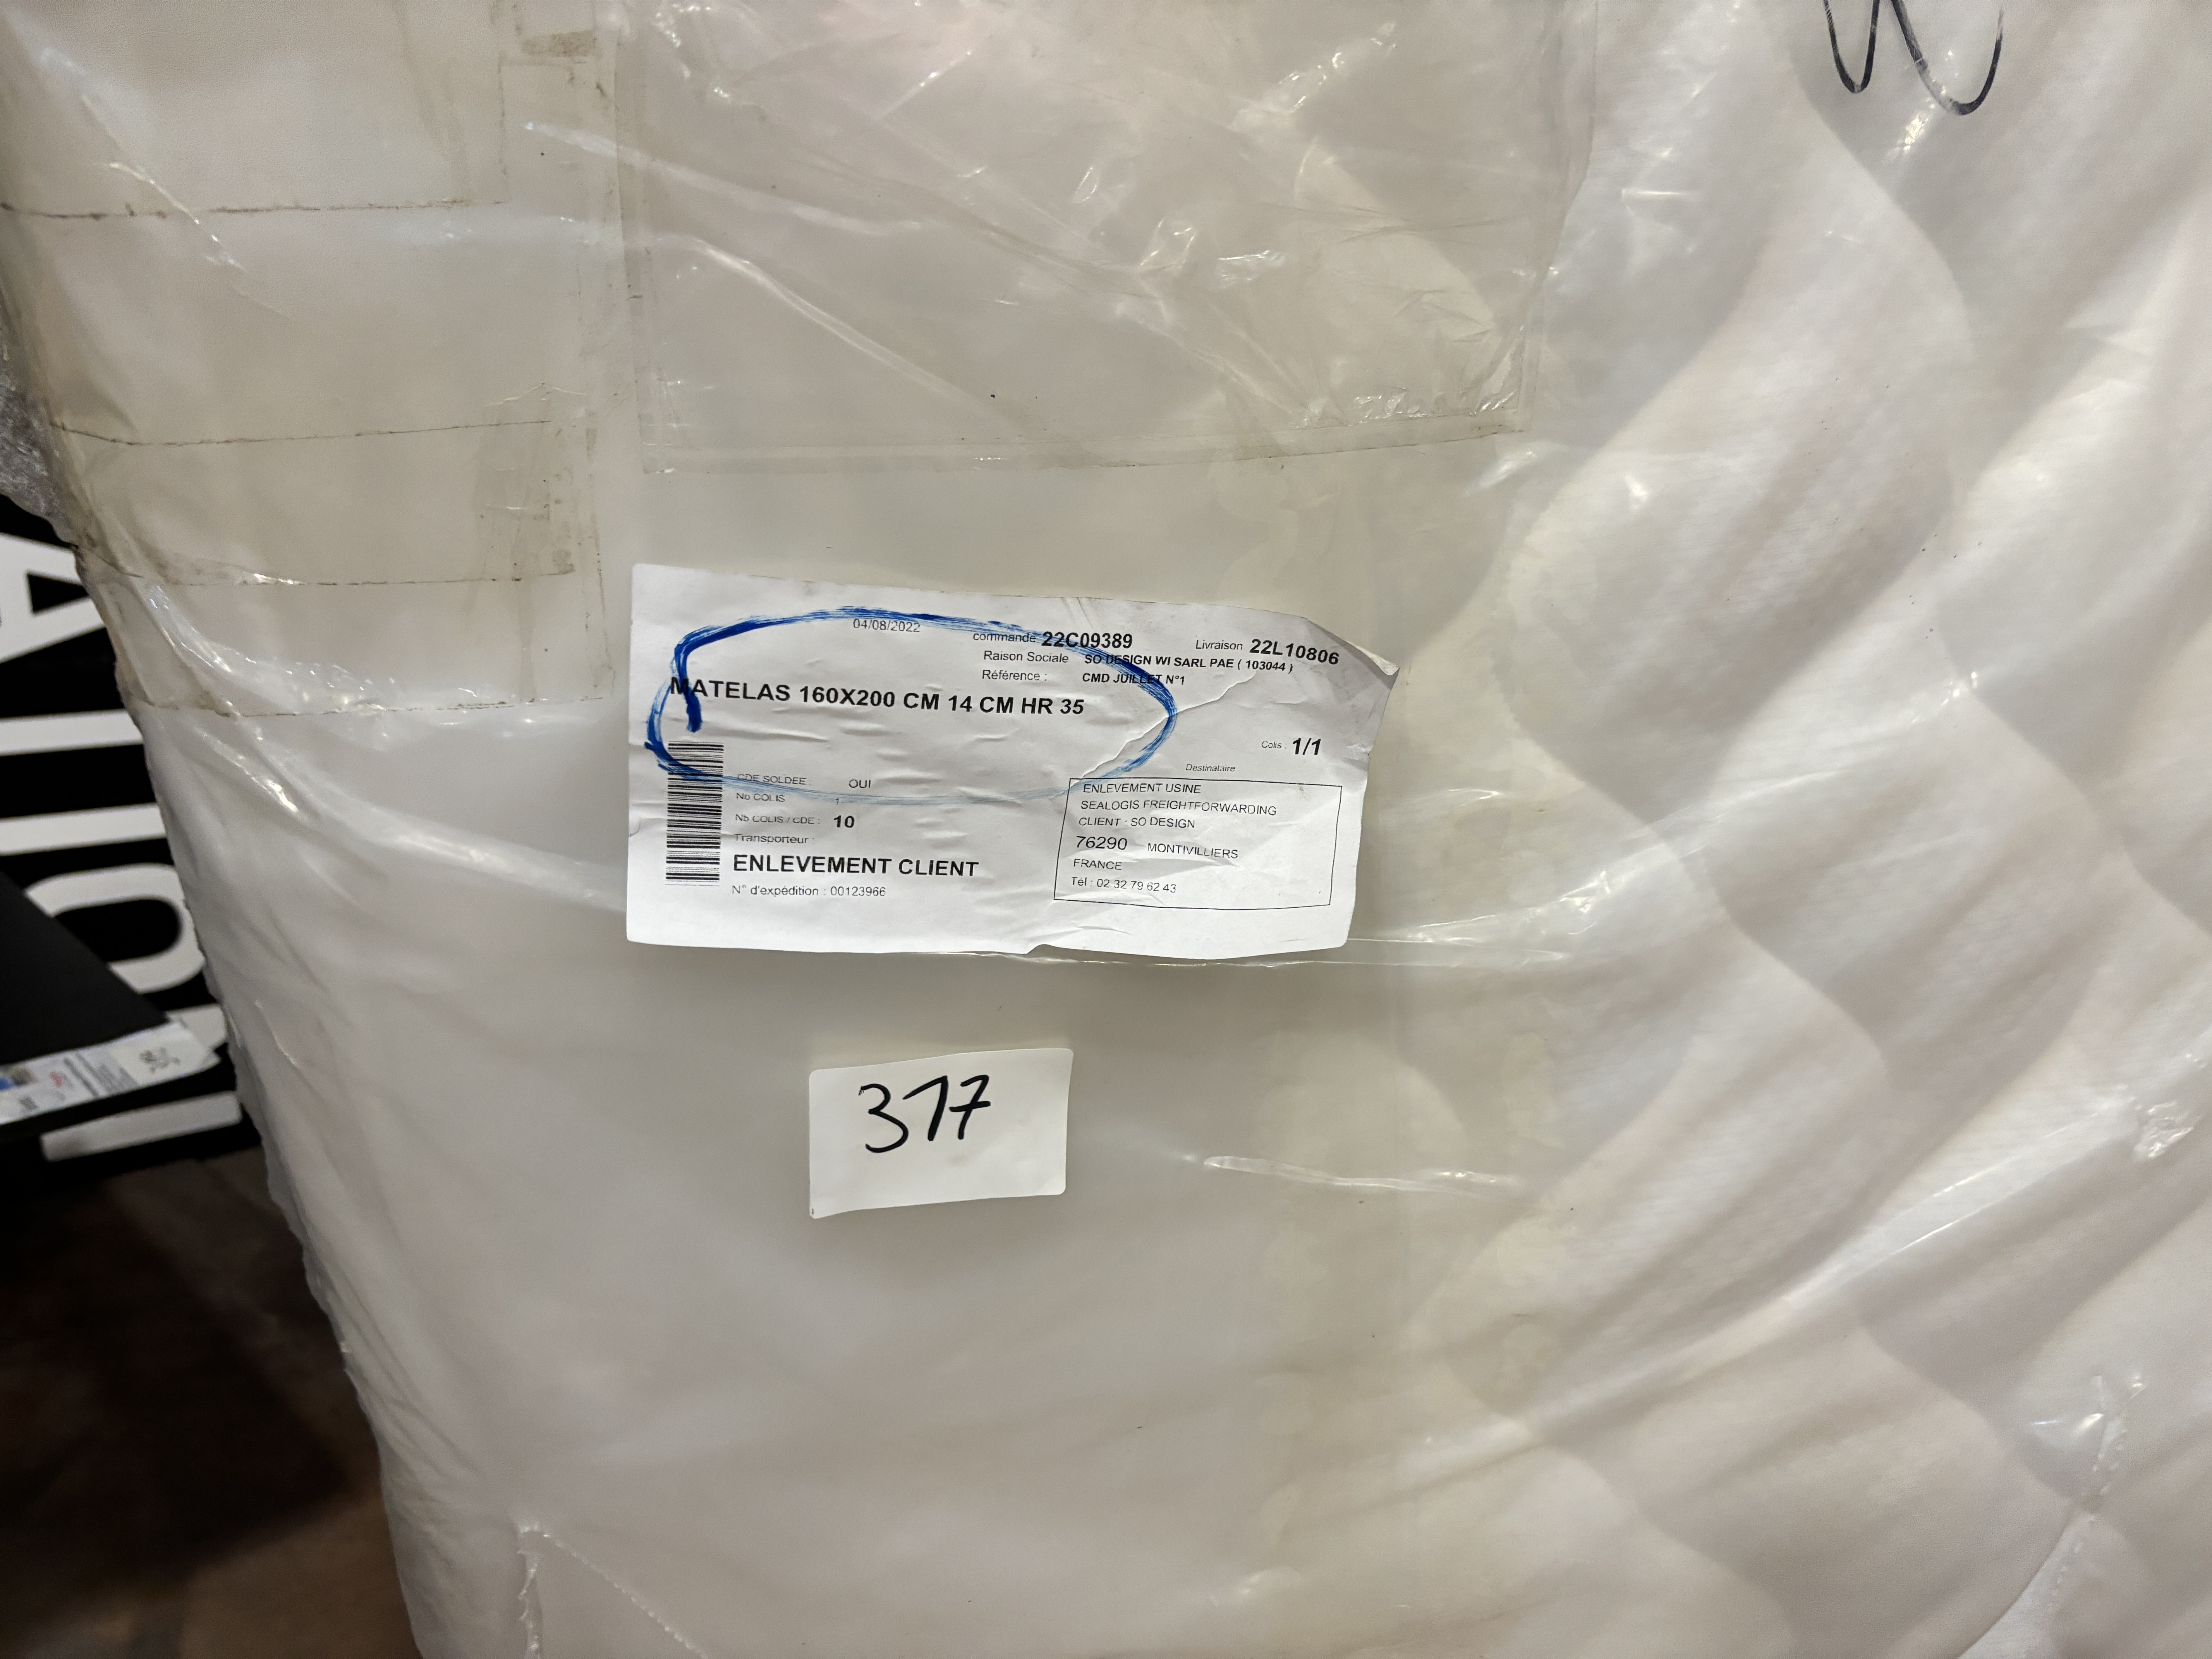 04/08/2022
commande 22C09389 Livraison 22L10806
Raison Sociale SO DESIGN WI SARL PAE ( 103044 )
Référence : CMD JUILLET N°1
MATELAS 160X200 CM 14 CM HR 35
Colis : 1/1
Destinataire
CDE SOLDEE OUI
Nb COLIS 1
Nb COLIS / CDE : 10
Transporteur :
ENLEVEMENT CLIENT
N° d'expédition : 00123966
ENLEVEMENT USINE
SEALOGIS FREIGHTFORWARDING
CLIENT : SO DESIGN
76290 MONTIVILLIERS
FRANCE
Tél : 02 32 79 62 43
317